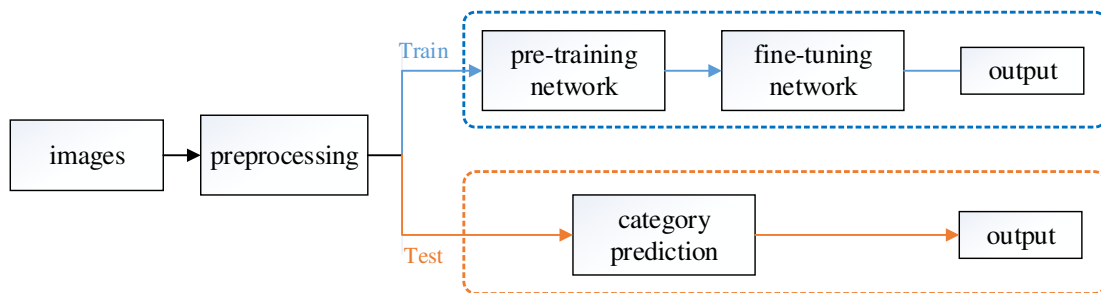 images
preprocessing
Train
pre-training
network
fine-tuning
network
output
Test
category
prediction
output